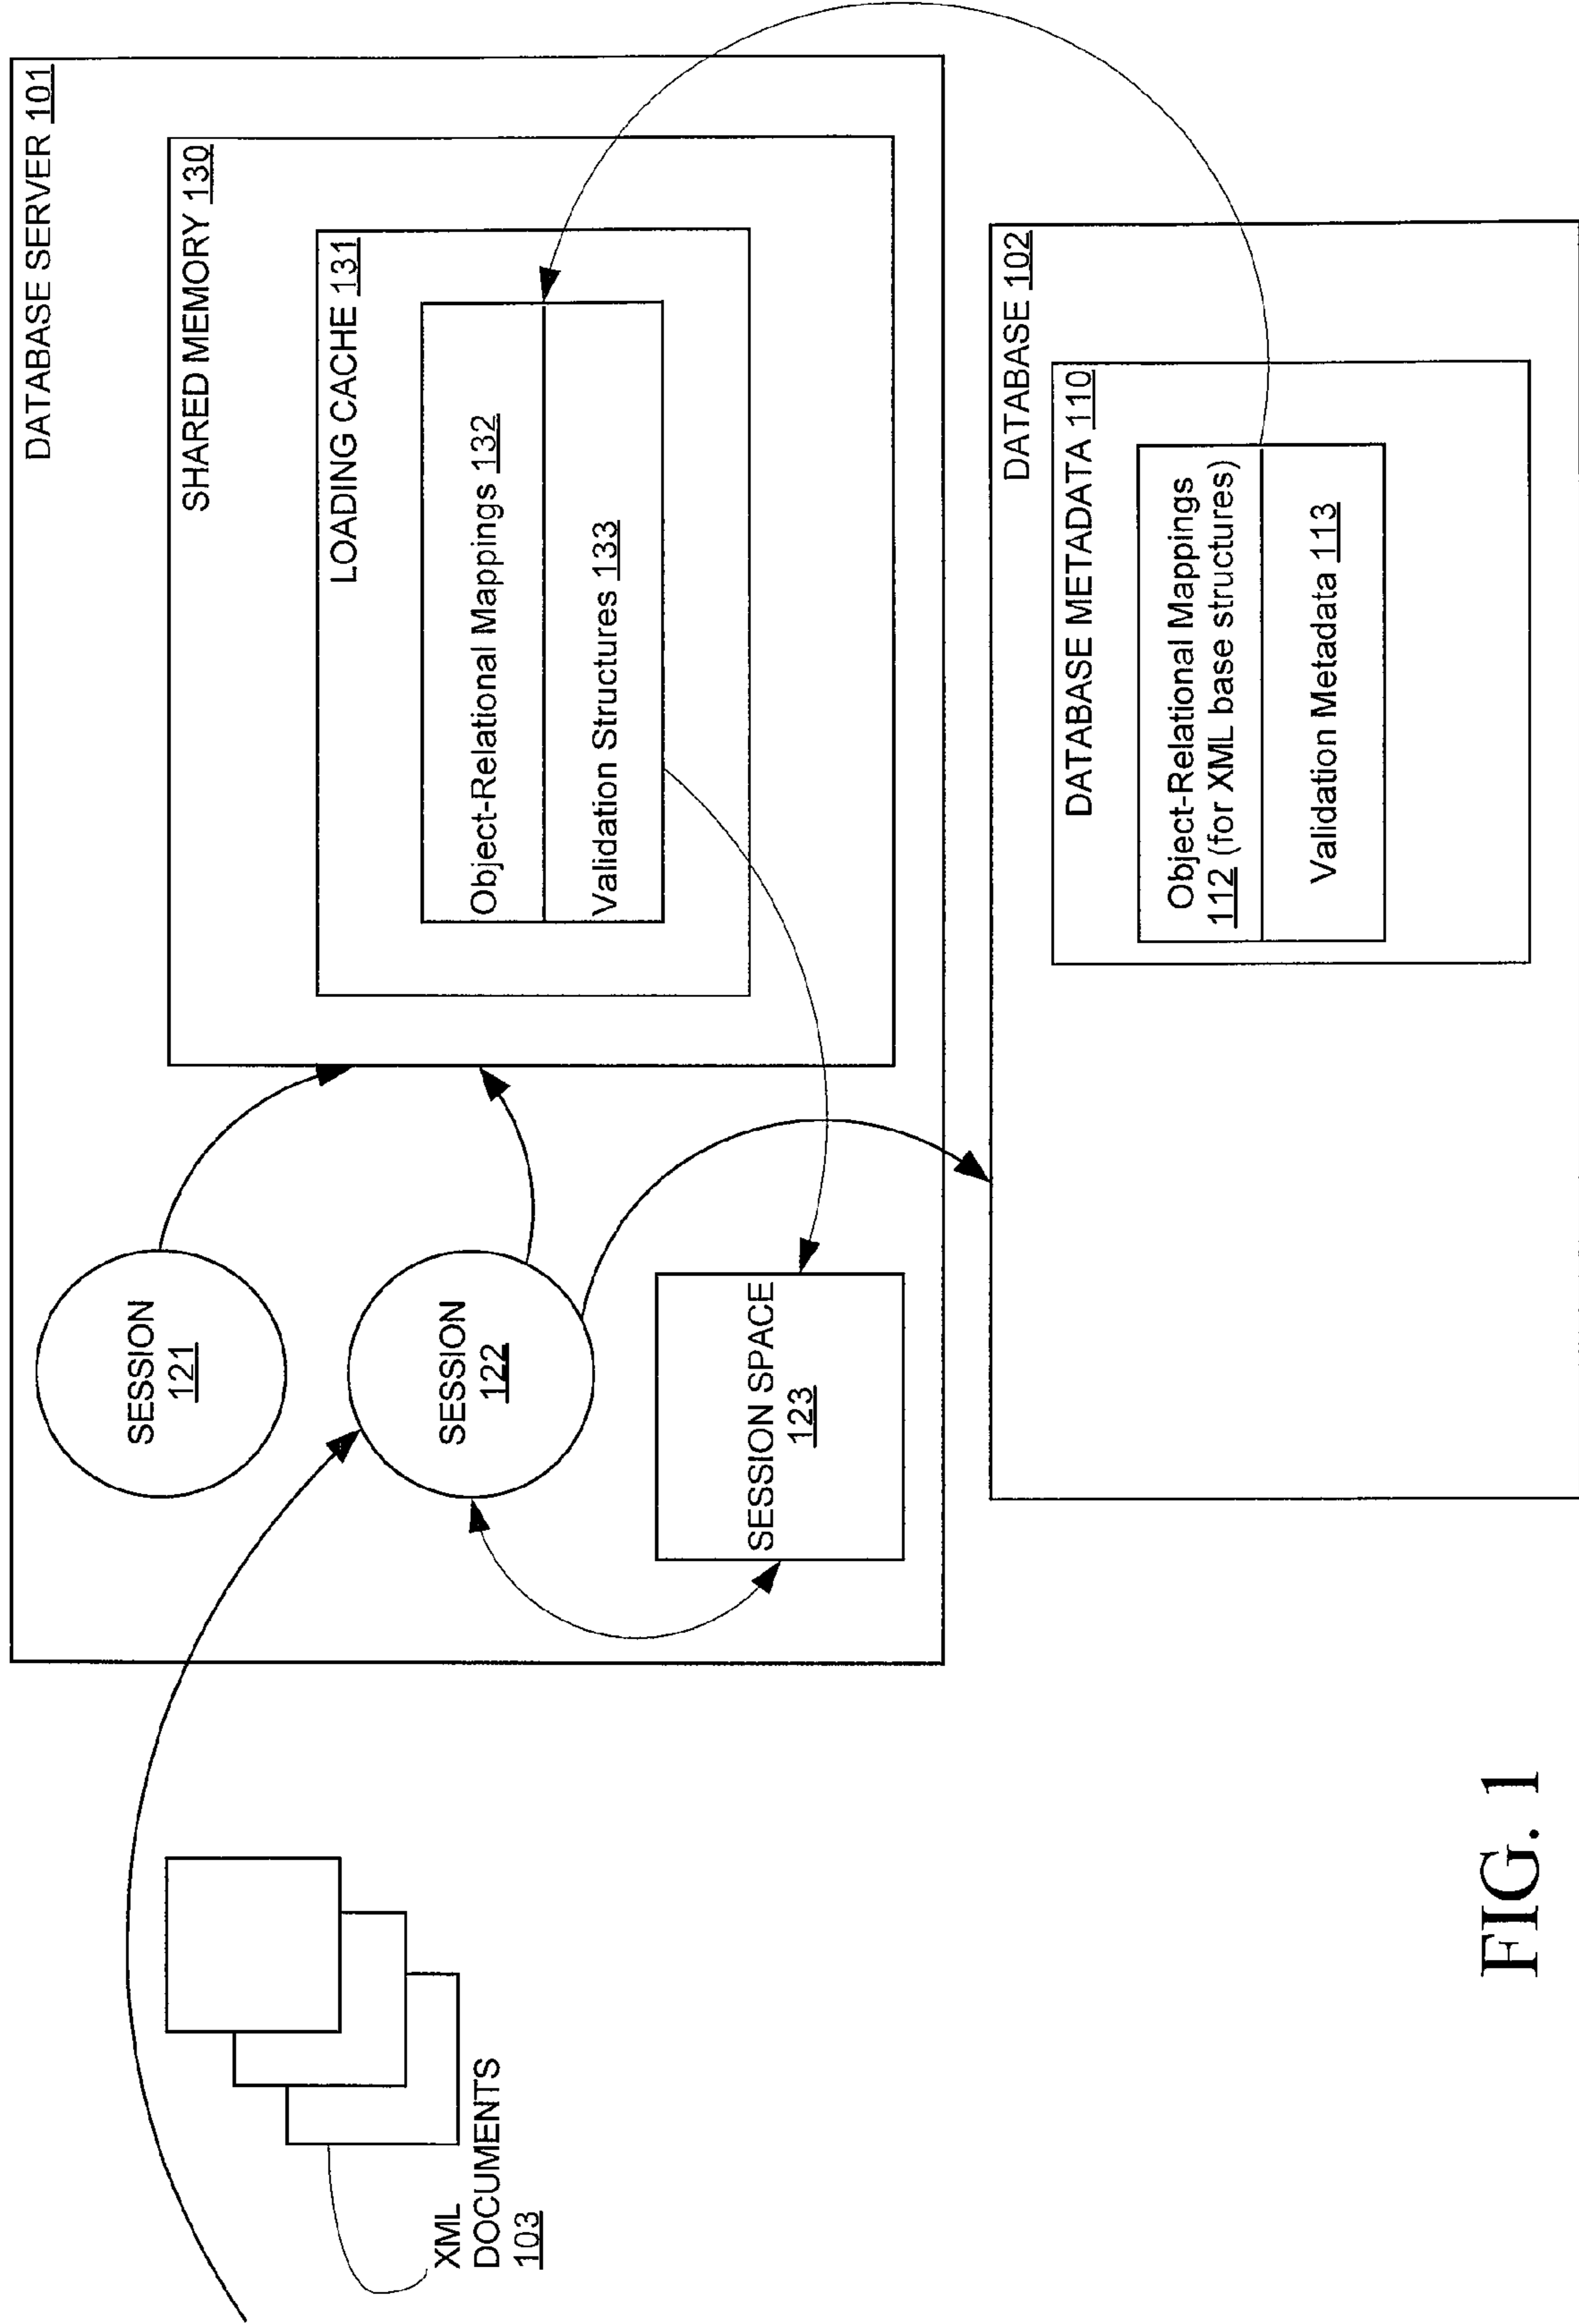 DATABASE SERVER 101
SHARED MEMORY 130
LOADING CACHE 131
Object-Relational Mappings 132
Validation Structures 133
SESSION
121
SESSION
122
SESSION SPACE
123
XML
DOCUMENTS
103
DATABASE 102
DATABASE METADATA 110
Object-Relational Mappings
112 (for XML base structures)
Validation Metadata 113
FIG. 1